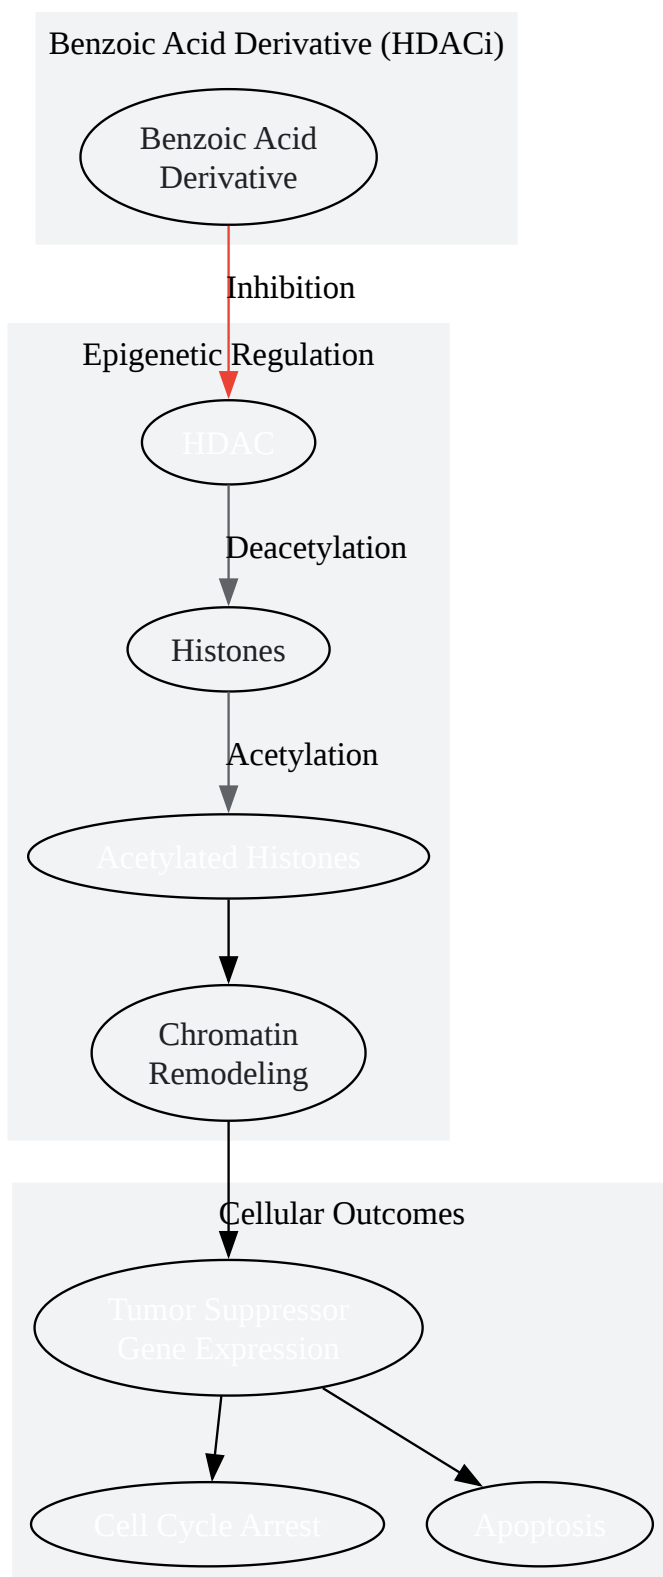 Benzoic Acid Derivative (HDACi)
Benzoic Acid
Derivative
Inhibition
Epigenetic Regulation
HDAC
Deacetylation
Histones
Acetylation
Acetylated Histones
Chromatin
Remodeling
Cellular Outcomes
Tumor Suppressor
Gene Expression
Cell Cycle Arrest
Apoptosis